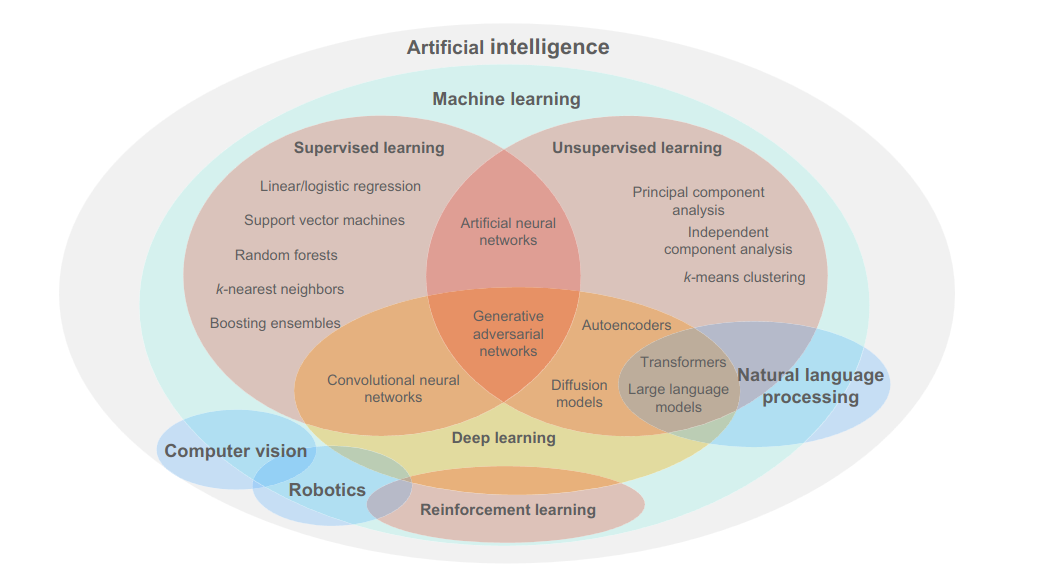 Artificial intelligence
Machine learning
Supervised learning
Linear/logistic regression
Support vector machines
Random forests
k-nearest neighbors
Boosting ensembles
Unsupervised learning
Principal component
analysis
Independent
component analysis
k-means clustering
Artificial neural
networks
Generative
adversarial
networks
Autoencoders
Transformers
Large language
models
Diffusion
models
Convolutional neural
networks
Natural language
processing
Deep learning
Computer vision
Robotics
Reinforcement learning